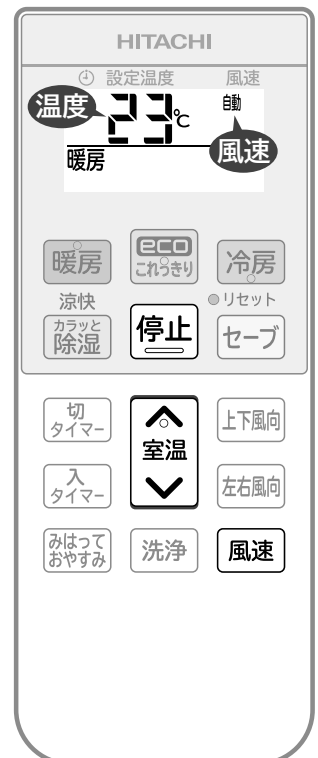 HITACHI
設定温度 風速
温度 23℃ 自動
暖房 風速
暖房 eco これっきり 冷房
涼快 リセット
カラッと除湿 停止 セーブ
切タイマー 室温 上下風向
入タイマー 左右風向
みはっておやすみ 洗浄 風速